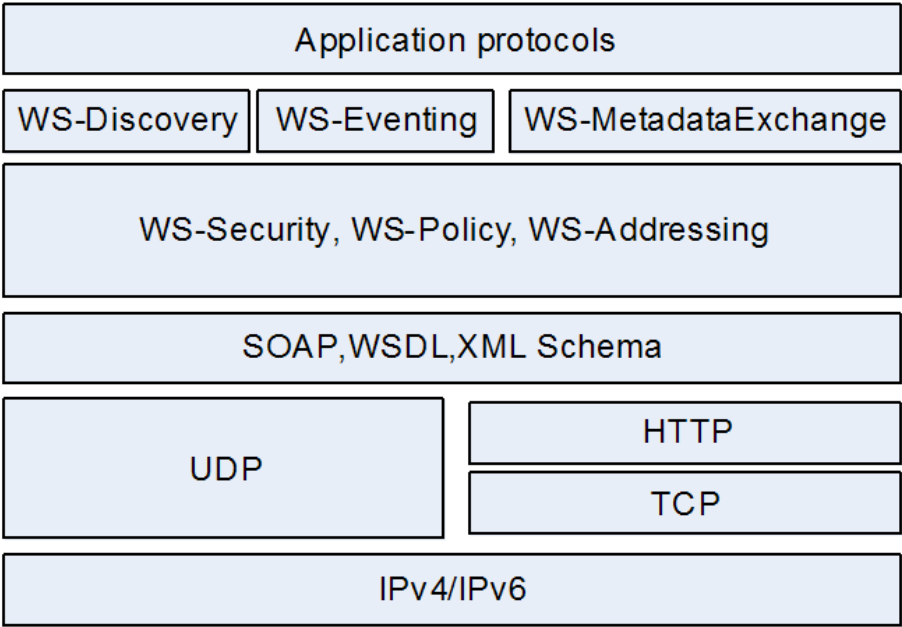 Application protocols
WS-Discovery
WS-Eventing
WS-MetadataExchange
WS-Security, WS-Policy, WS-Addressing
SOAP,WSDL,XML Schema
UDP
HTTP
TCP
IPv4/IPv6